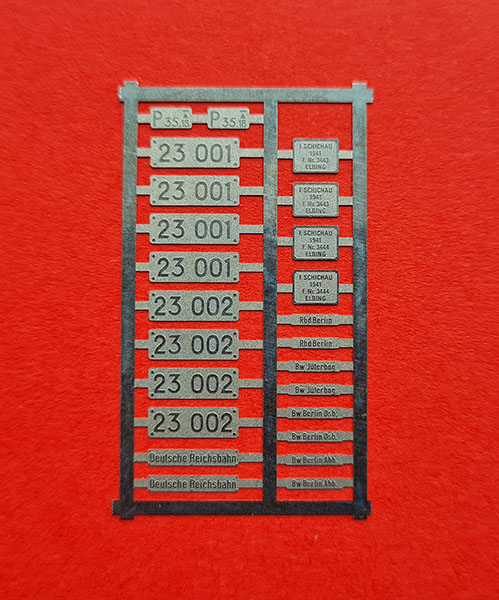 P 35.18
P 35.18
23 001
23 001
23 001
23 001
23 002
23 002
23 002
23 002
Deutsche Reichsbahn
Deutsche Reichsbahn
F. SCHICHAU
1941
F. Nr. 3443
ELBING
F. SCHICHAU
1941
F. Nr. 3443
ELBING
F. SCHICHAU
1941
F. Nr. 3444
ELBING
F. SCHICHAU
1941
F. Nr. 3444
ELBING
Rbd Berlin
Rbd Berlin
Bw Jüterbog
Bw Jüterbog
Bw Berlin Osb.
Bw Berlin Osb.
Bw Berlin Ahb.
Bw Berlin Ahb.